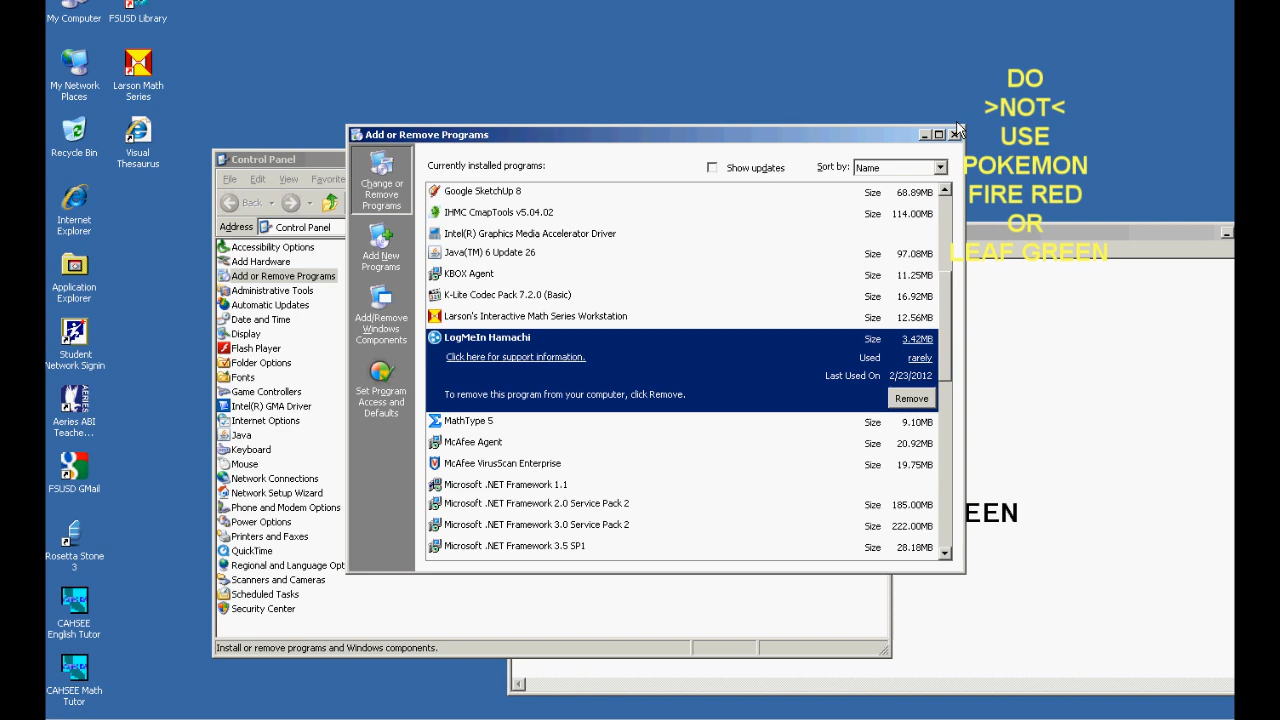 My Computer
FSUSD Library
My Network
Places
Larson Math
Series
Recycle Bin
Visual
Thesaurus
Internet
Explorer
Application
Explorer
Student
Network Signin
Aeries ABI
Teache...
FSUSD GMail
Rosetta Stone
3
CAHSEE
English Tutor
CAHSEE Math
Tutor
Control Panel
File Edit View Favorite
Back
Address Control Panel
Accessibility Options
Add Hardware
Add or Remove Programs
Administrative Tools
Automatic Updates
Date and Time
Display
Flash Player
Folder Options
Fonts
Game Controllers
Intel(R) GMA Driver
Internet Options
Java
Keyboard
Mouse
Network Connections
Network Setup Wizard
Phone and Modem Options
Power Options
Printers and Faxes
QuickTime
Regional and Language Opt
Scanners and Cameras
Scheduled Tasks
Security Center
Install or remove programs and Windows components.
Add or Remove Programs
Change or
Remove
Programs
Add New
Programs
Add/Remove
Windows
Components
Set Program
Access and
Defaults
Currently installed programs:
Show updates
Sort by: Name
Google SketchUp 8 Size 68.89MB
IHMC CmapTools v5.04.02 Size 114.00MB
Intel(R) Graphics Media Accelerator Driver
Java(TM) 6 Update 26 Size 97.08MB
KBOX Agent Size 11.25MB
K-Lite Codec Pack 7.2.0 (Basic) Size 16.92MB
Larson's Interactive Math Series Workstation Size 12.56MB
LogMeIn Hamachi Size 3.42MB
Click here for support information. Used rarely
Last Used On 2/23/2012
To remove this program from your computer, click Remove. Remove
MathType 5 Size 9.10MB
McAfee Agent Size 20.92MB
McAfee VirusScan Enterprise Size 19.75MB
Microsoft .NET Framework 1.1
Microsoft .NET Framework 2.0 Service Pack 2 Size 185.00MB
Microsoft .NET Framework 3.0 Service Pack 2 Size 222.00MB
Microsoft .NET Framework 3.5 SP1 Size 28.18MB
DO
>NOT<
USE
POKEMON
FIRE RED
OR
LEAF GREEN
EEN